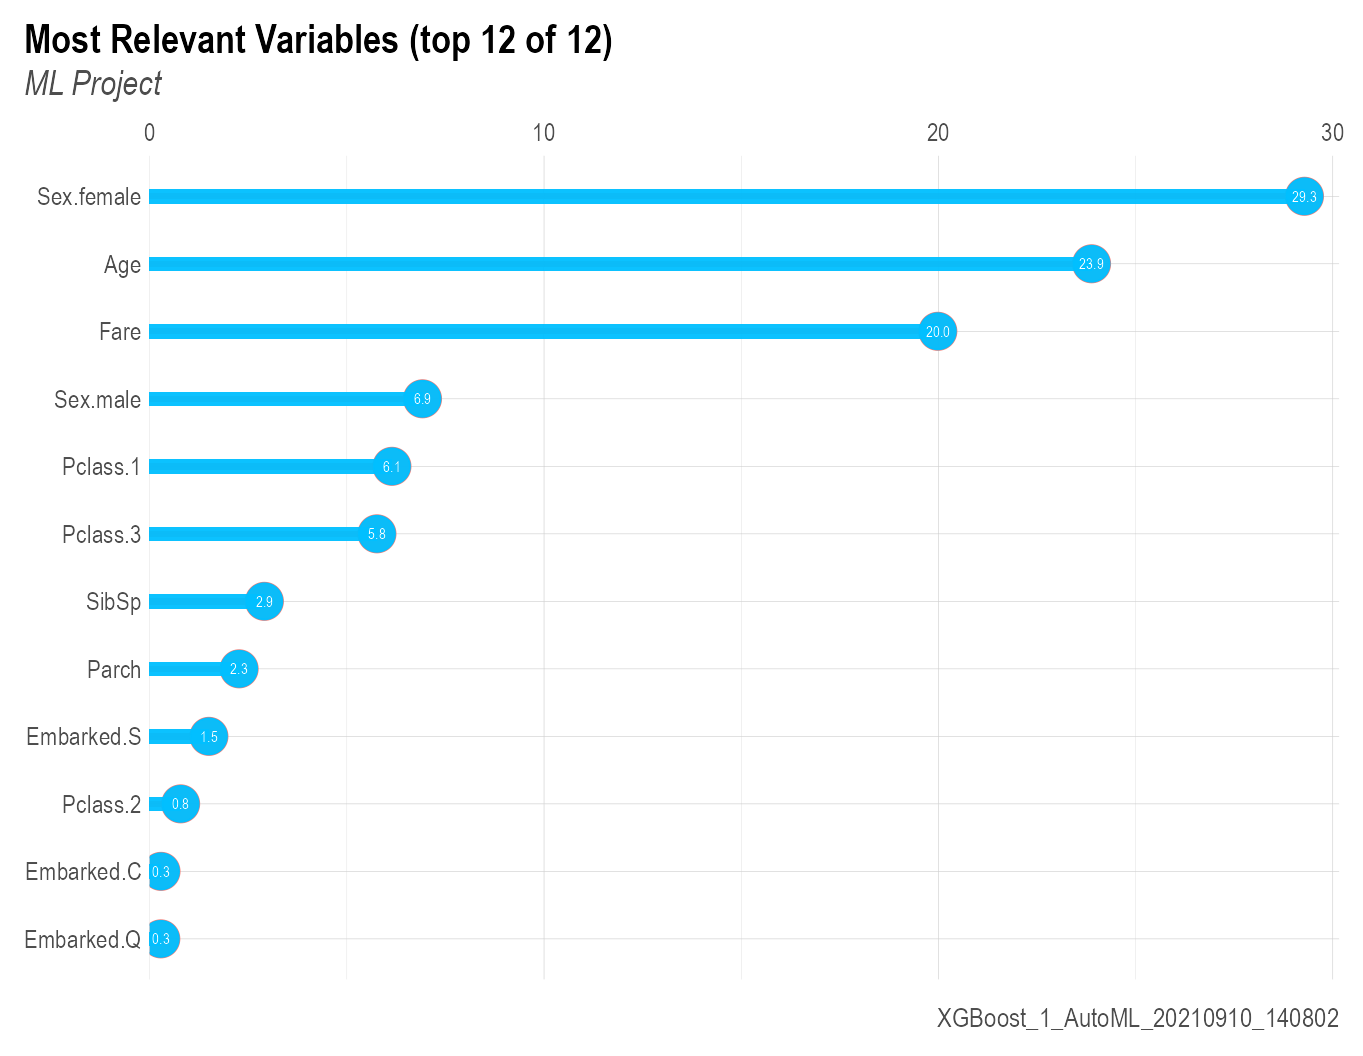 Most Relevant Variables (top 12 of 12)
ML Project
0 10 20 30
Sex.female 29.3
Age 23.9
Fare 20.0
Sex.male 6.9
Pclass.1 6.1
Pclass.3 5.8
SibSp 2.9
Parch 2.3
Embarked.S 1.5
Pclass.2 0.8
Embarked.C 0.3
Embarked.Q 0.3
XGBoost_1_AutoML_20210910_140802